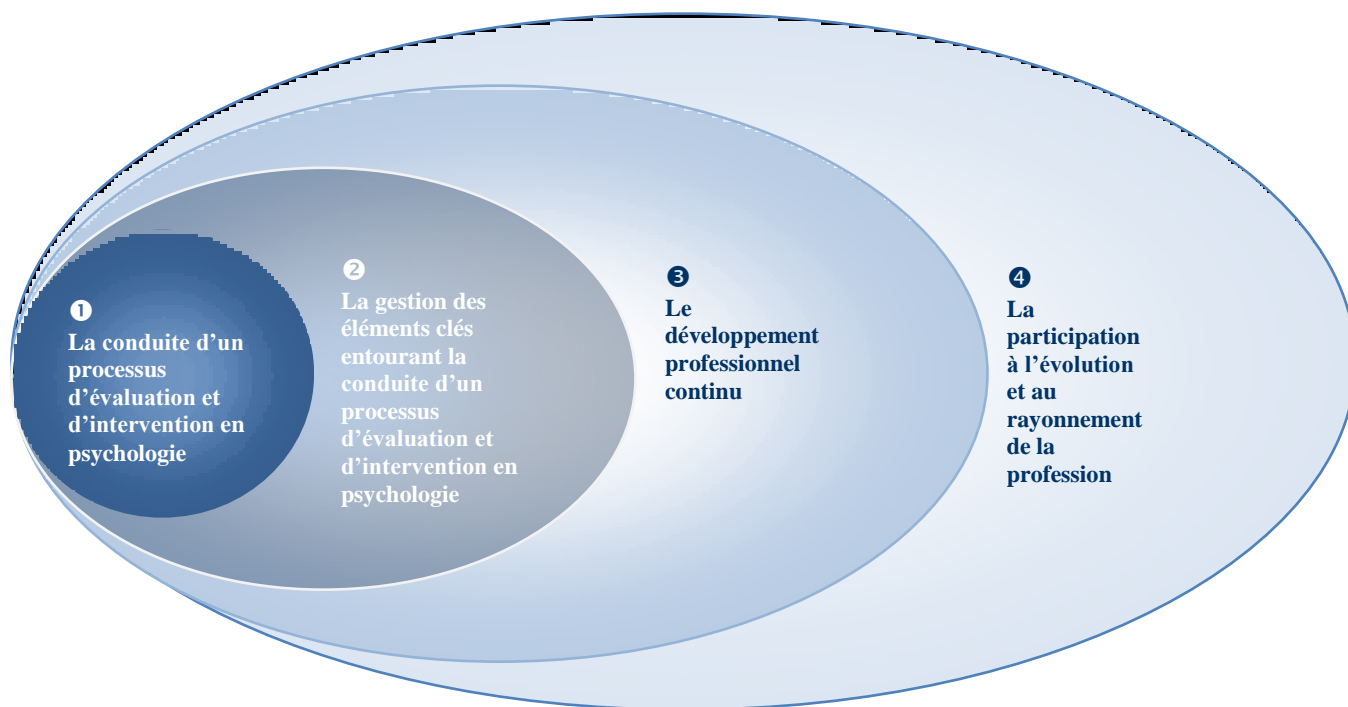 ❶
La conduite d’un
processus
d’évaluation et
d’intervention en
psychologie
❷
La gestion des
éléments clés
entourant la
conduite d’un
processus
d’évaluation et
d’intervention en
psychologie
❸
Le
développement
professionnel
continu
❹
La
participation
à l’évolution
et au
rayonnement
de la
profession